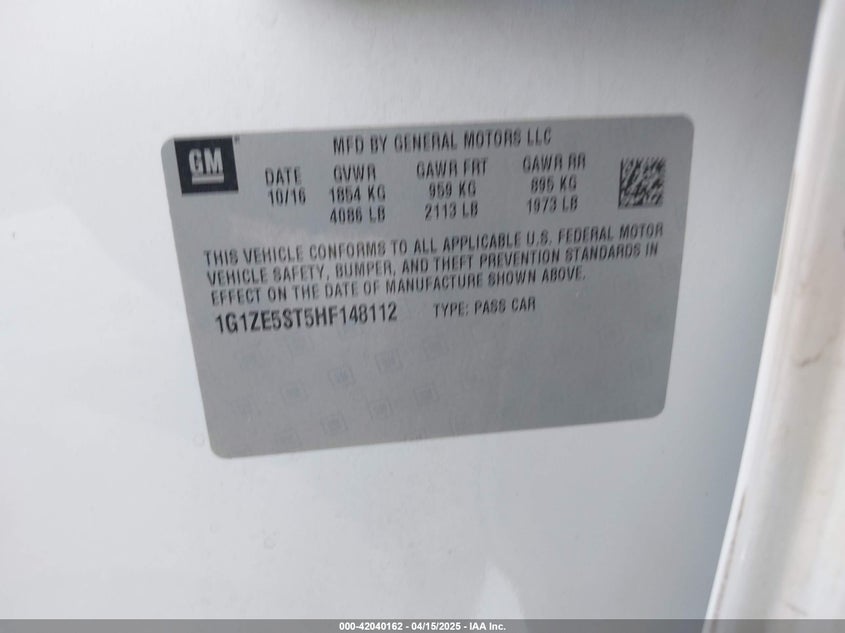 GM
MFD BY GENERAL MOTORS LLC
DATE GVWR GAWR FRT GAWR RR
10/16 1854 KG 959 KG 895 KG
4086 LB 2113 LB 1973 LB
THIS VEHICLE CONFORMS TO ALL APPLICABLE U.S. FEDERAL MOTOR
VEHICLE SAFETY, BUMPER, AND THEFT PREVENTION STANDARDS IN
EFFECT ON THE DATE OF MANUFACTURE SHOWN ABOVE.
1G1ZE5ST5HF148112 TYPE: PASS CAR
000-42040162 - 04/15/2025 - IAA Inc.